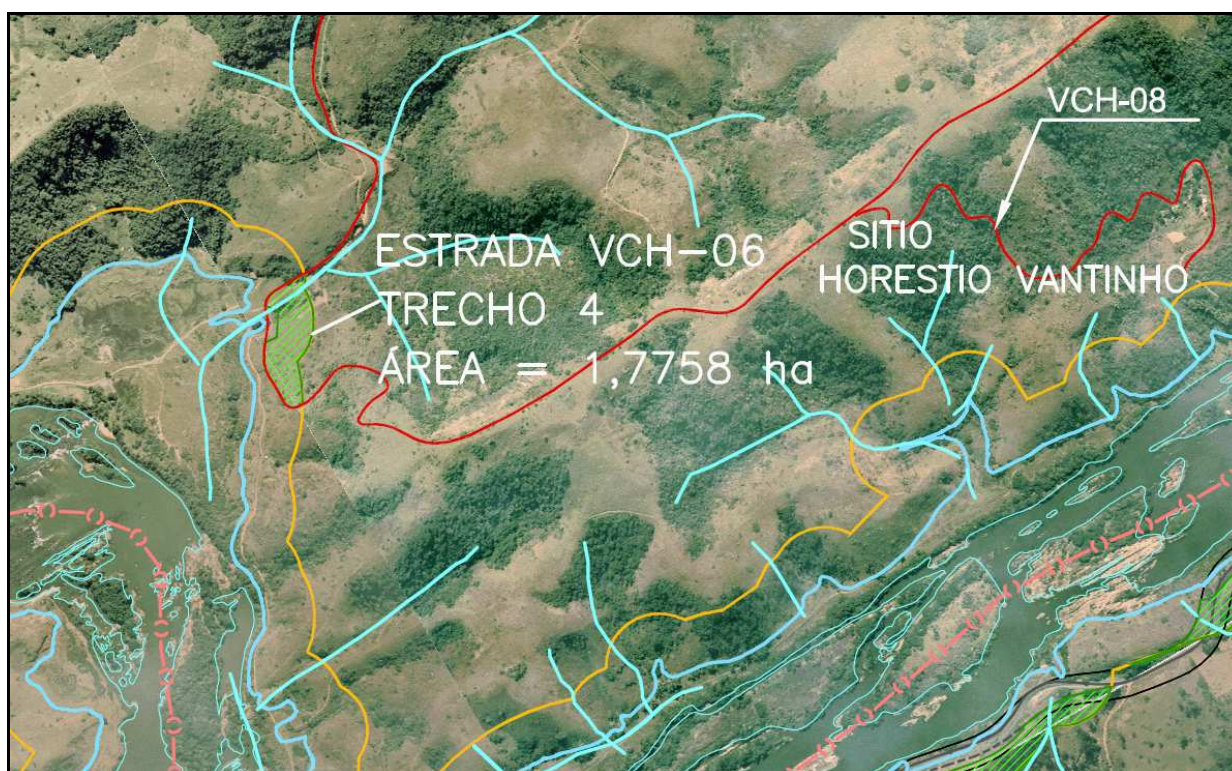 VCH-08
ESTRADA VCH-06
TRECHO 4
ÁREA = 1,7758 ha
SITIO
HORESTIO VANTINHO